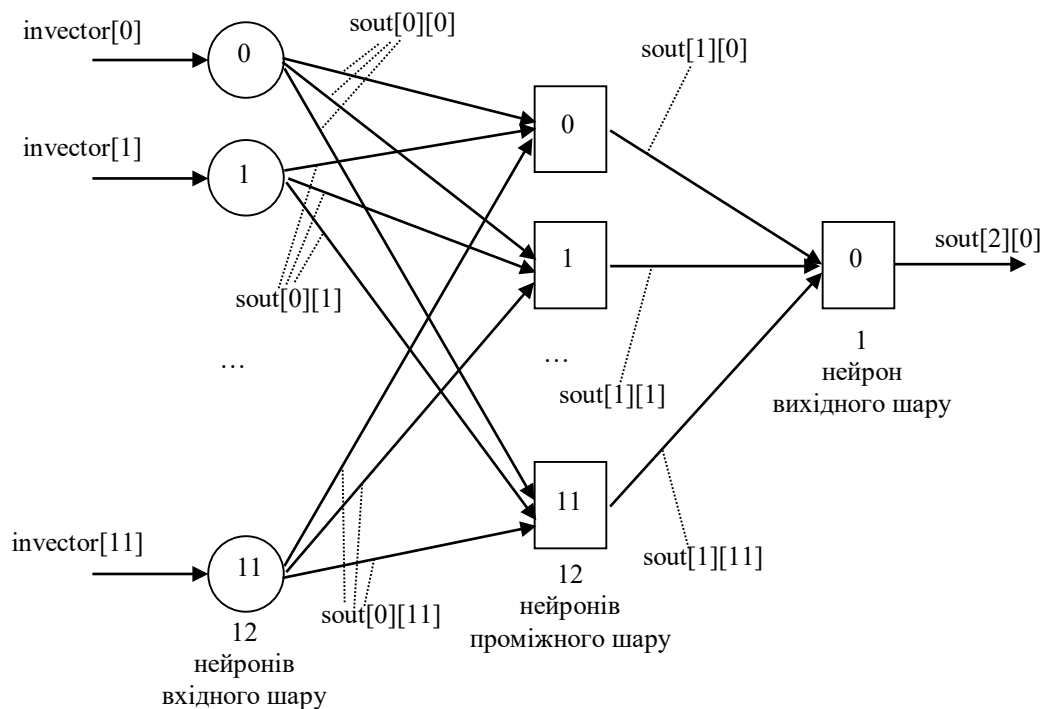 invector[0]
0
sout[0][0]
sout[1][0]
0
invector[1]
1
sout[0][1]
1
0
sout[2][0]
…
…
sout[1][1]
1
нейрон
вихідного шару
invector[11]
11
sout[0][11]
11
sout[1][11]
12
нейронів
проміжного шару
12
нейронів
вхідного шару